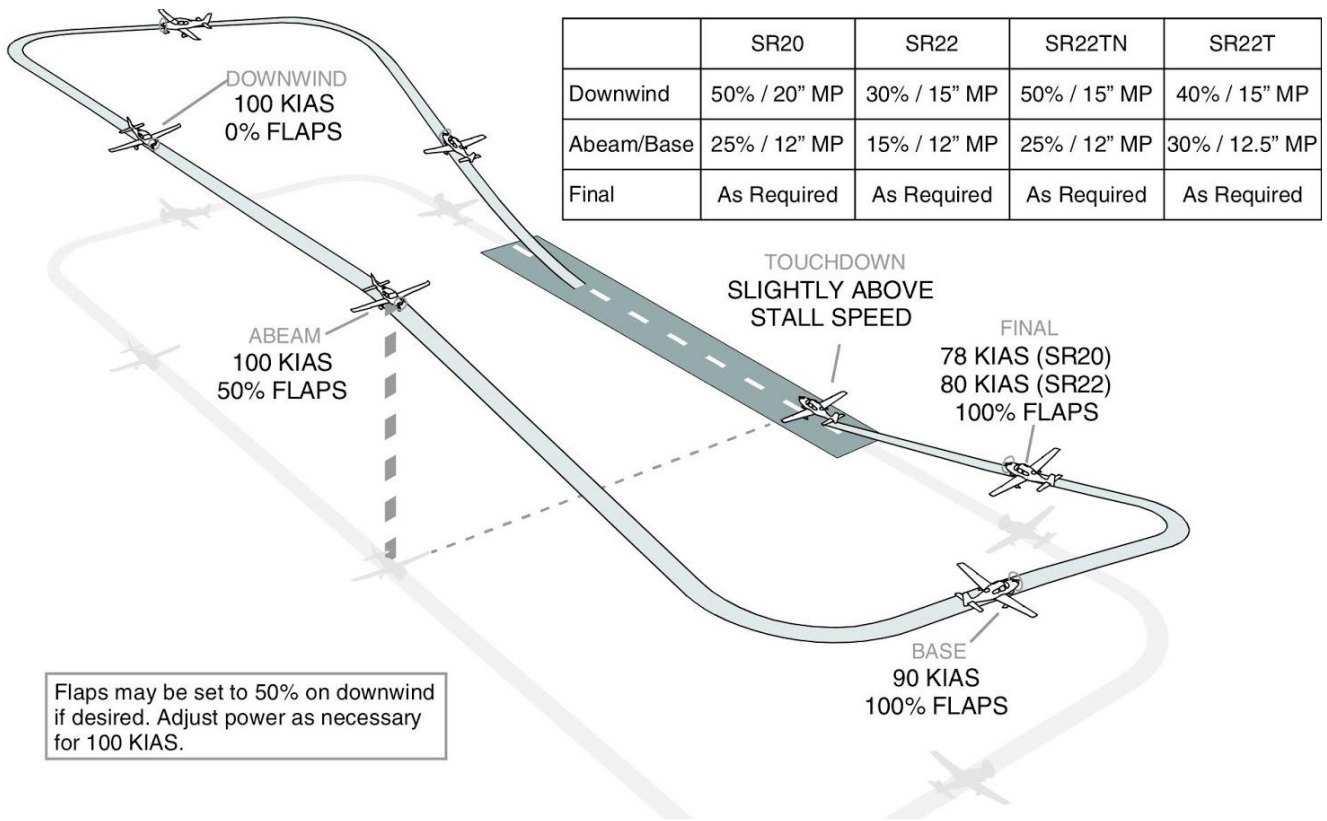 SR20 SR22 SR22TN SR22T
Downwind 50% / 20” MP 30% / 15” MP 50% / 15” MP 40% / 15” MP
Abeam/Base 25% / 12” MP 15% / 12” MP 25% / 12” MP 30% / 12.5” MP
Final As Required As Required As Required As Required
DOWNWIND
100 KIAS
0% FLAPS
ABEAM
100 KIAS
50% FLAPS
TOUCHDOWN
SLIGHTLY ABOVE
STALL SPEED
FINAL
78 KIAS (SR20)
80 KIAS (SR22)
100% FLAPS
BASE
90 KIAS
100% FLAPS
Flaps may be set to 50% on downwind
if desired. Adjust power as necessary
for 100 KIAS.